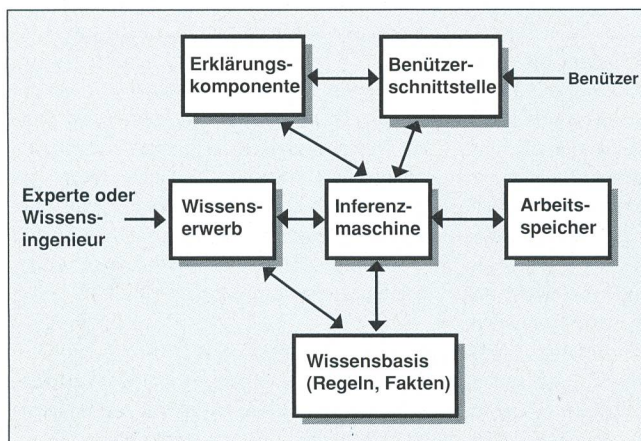 Erklärungs-
komponente
Benützer-
schnittstelle
Benützer
Experte oder
Wissens-
ingenieur
Wissens-
erwerb
Inferenz-
maschine
Arbeits-
speicher
Wissensbasis
(Regeln, Fakten)